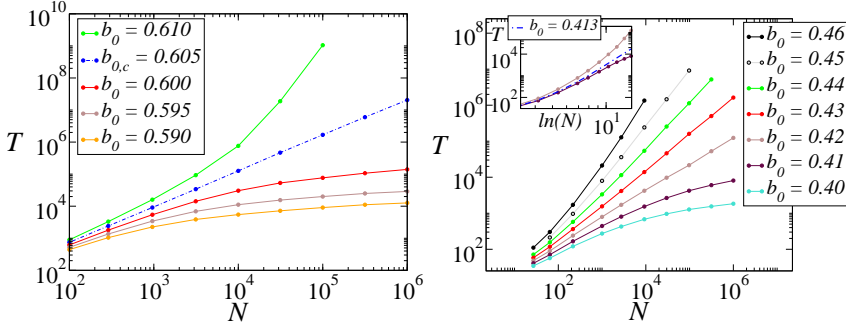 10^10
10^8
10^6
10^4
10^2
T
b_0 = 0.610
b_{0,c} = 0.605
b_0 = 0.600
b_0 = 0.595
b_0 = 0.590
10^2
10^3
10^4
10^5
10^6
N
10^8
10^6
10^4
10^2
T
T
b_0 = 0.413
10^4
10^2
ln(N)
10^1
b_0 = 0.46
b_0 = 0.45
b_0 = 0.44
b_0 = 0.43
b_0 = 0.42
b_0 = 0.41
b_0 = 0.40
10^2
10^4
10^6
N